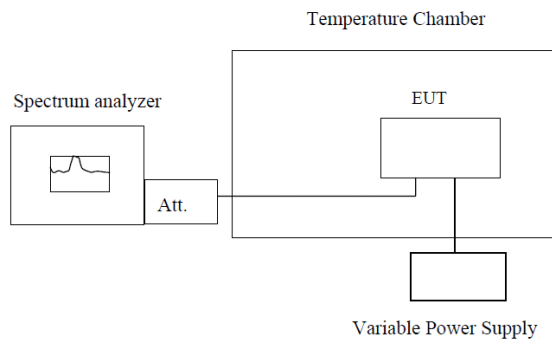 Temperature Chamber
Spectrum analyzer
EUT
Att.
Variable Power Supply